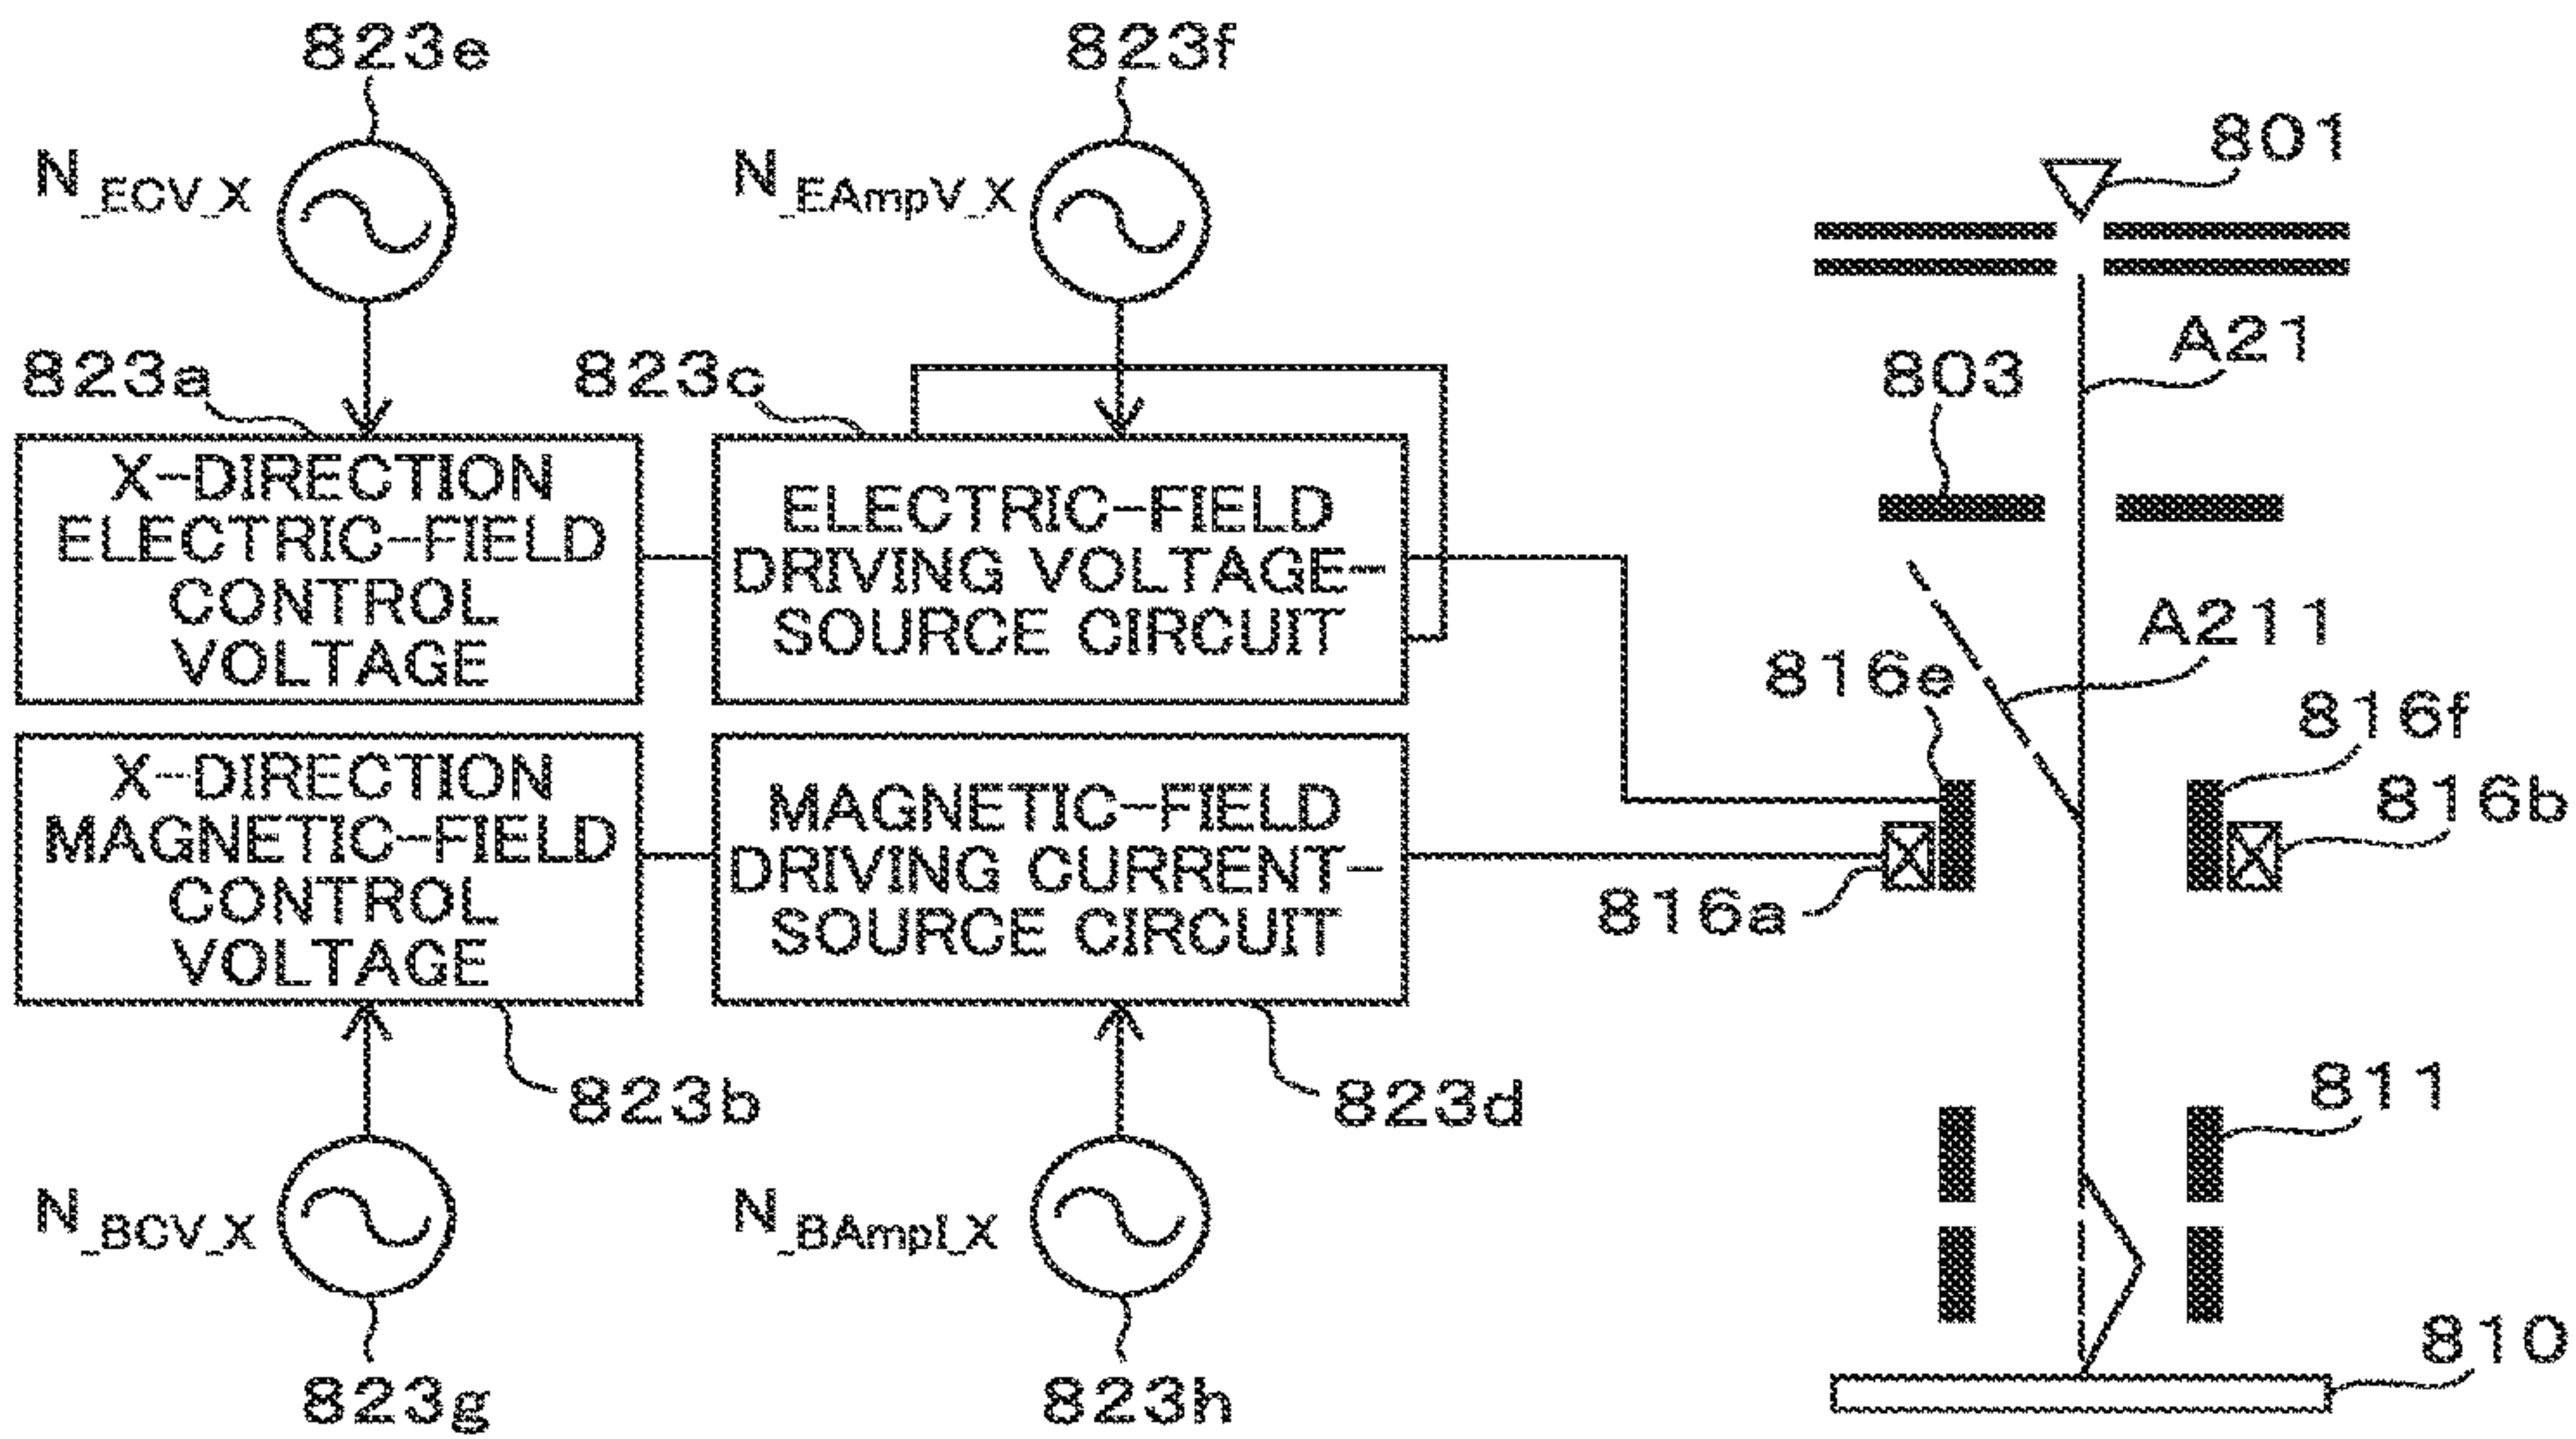 823e
823f
N_ECV_X
N_EAmpV_X
801
823a
823c
803
A21
X-DIRECTION
ELECTRIC-FIELD
CONTROL
VOLTAGE
ELECTRIC-FIELD
DRIVING VOLTAGE-
SOURCE CIRCUIT
816e
A211
816f
816b
X-DIRECTION
MAGNETIC-FIELD
CONTROL
VOLTAGE
MAGNETIC-FIELD
DRIVING CURRENT-
SOURCE CIRCUIT
816a
823b
823d
811
N_BCV_X
N_BAmpI_X
823g
823h
810